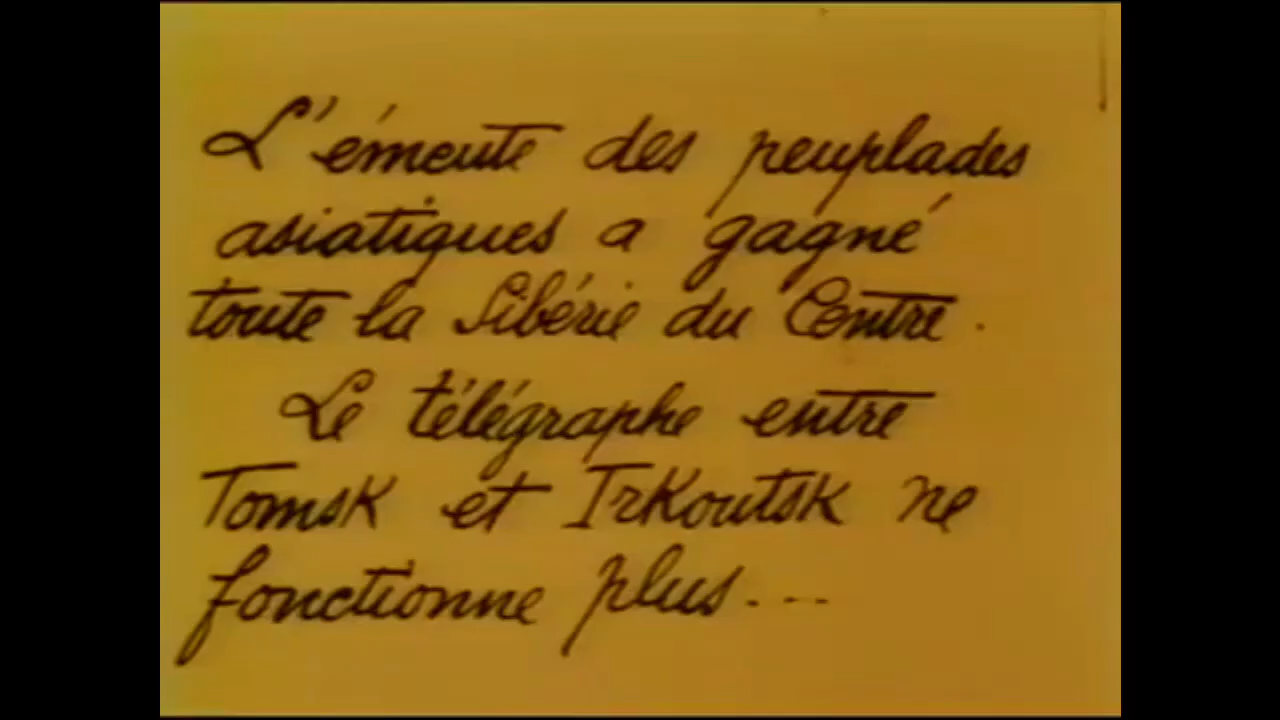 L'émeute des peuplades
asiatiques a gagné
toute la Sibérie du Centre.
Le télégraphe entre
Tomsk et Irkoutsk ne
fonctionne plus...